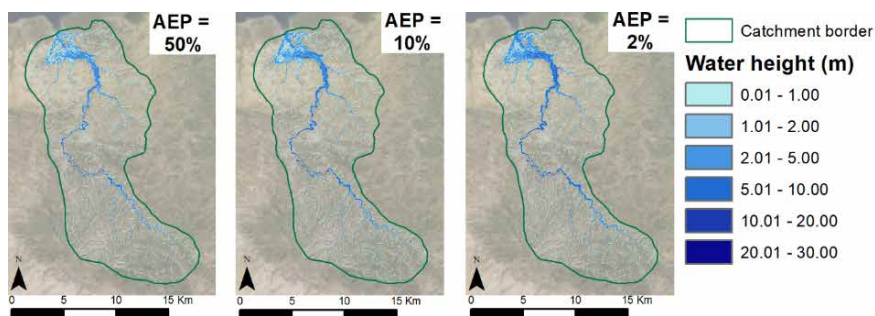 AEP =
50%
AEP =
10%
AEP =
2%
Catchment border
Water height (m)
0.01 - 1.00
1.01 - 2.00
2.01 - 5.00
5.01 - 10.00
10.01 - 20.00
20.01 - 30.00
N
N
N
0 5 10 15 Km
0 5 10 15 Km
0 5 10 15 Km